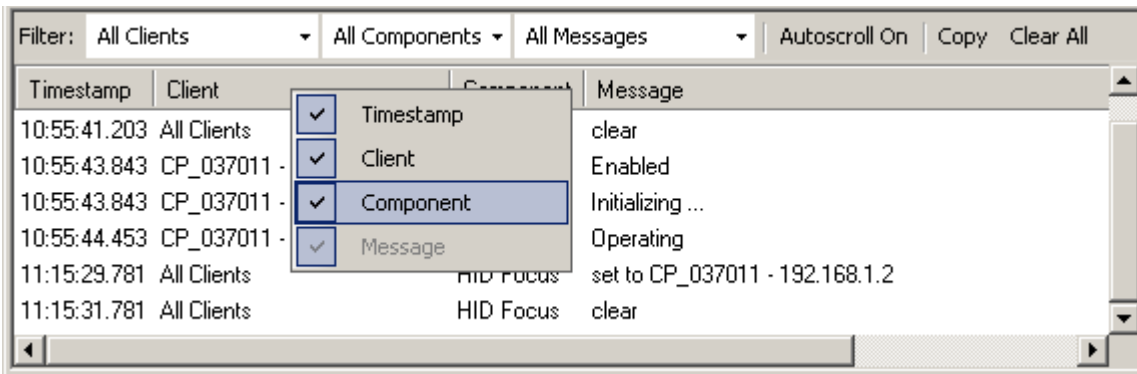 Filter: All Clients All Components All Messages Autoscroll On Copy Clear All
Timestamp Client Component Message
10:55:41.203 All Clients clear
10:55:43.843 CP_037011 - Enabled
10:55:43.843 CP_037011 - Initializing ...
10:55:44.453 CP_037011 - Operating
11:15:29.781 All Clients HID Focus set to CP_037011 - 192.168.1.2
11:15:31.781 All Clients HID Focus clear
Timestamp
Client
Component
Message